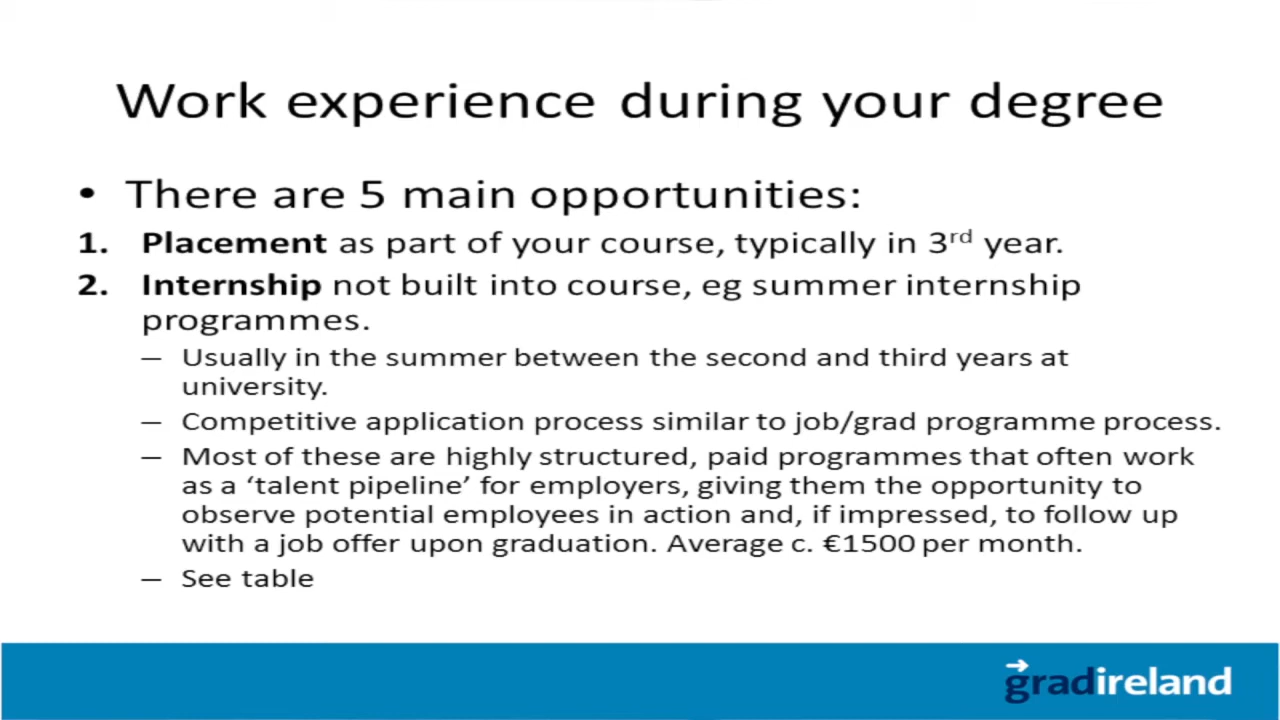 Work experience during your degree
• There are 5 main opportunities:
1. Placement as part of your course, typically in 3rd year.
2. Internship not built into course, eg summer internship
programmes.
– Usually in the summer between the second and third years at
university.
– Competitive application process similar to job/grad programme process.
– Most of these are highly structured, paid programmes that often work
as a ‘talent pipeline’ for employers, giving them the opportunity to
observe potential employees in action and, if impressed, to follow up
with a job offer upon graduation. Average c. €1500 per month.
– See table
gradireland